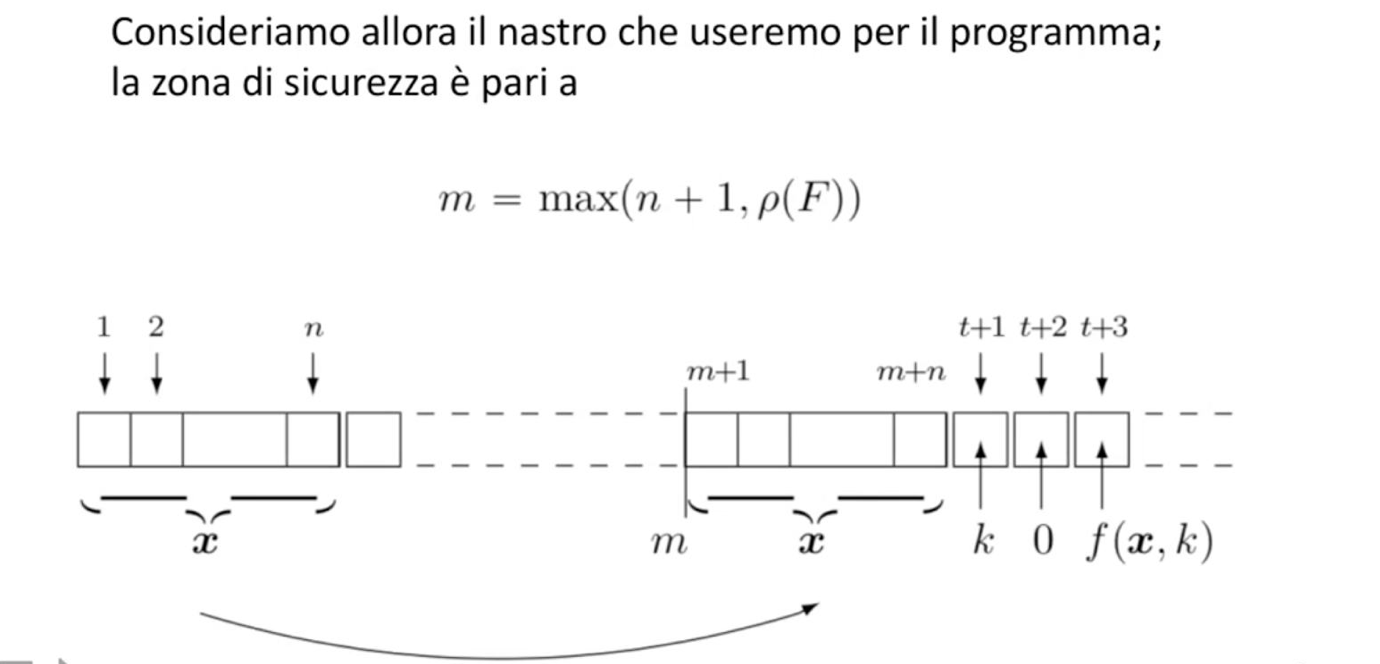 Consideriamo allora il nastro che useremo per il programma;
la zona di sicurezza è pari a
m = max(n + 1, ρ(F))
1 2 n t+1 t+2 t+3
m+1 m+n
x m x k 0 f(x, k)